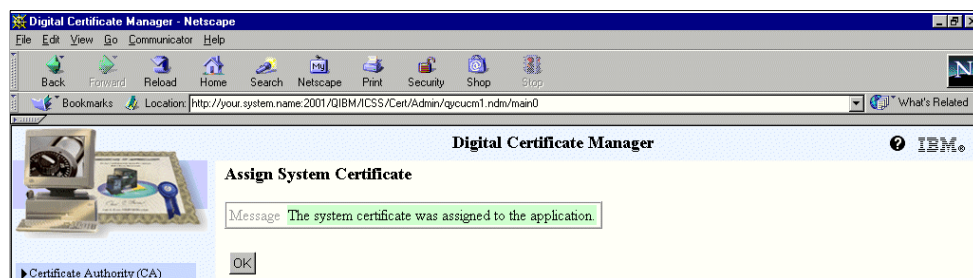 Digital Certificate Manager - Netscape
File Edit View Go Communicator Help
Back Forward Reload Home Search Netscape Print Security Shop Stop
Bookmarks Location: http://your.system.name:2001/QIBM/ICSS/Cert/Admin/qycucm1.ndm/main0 What's Related
Digital Certificate Manager
IBM®
Assign System Certificate
Message The system certificate was assigned to the application.
OK
Certificate Authority (CA)